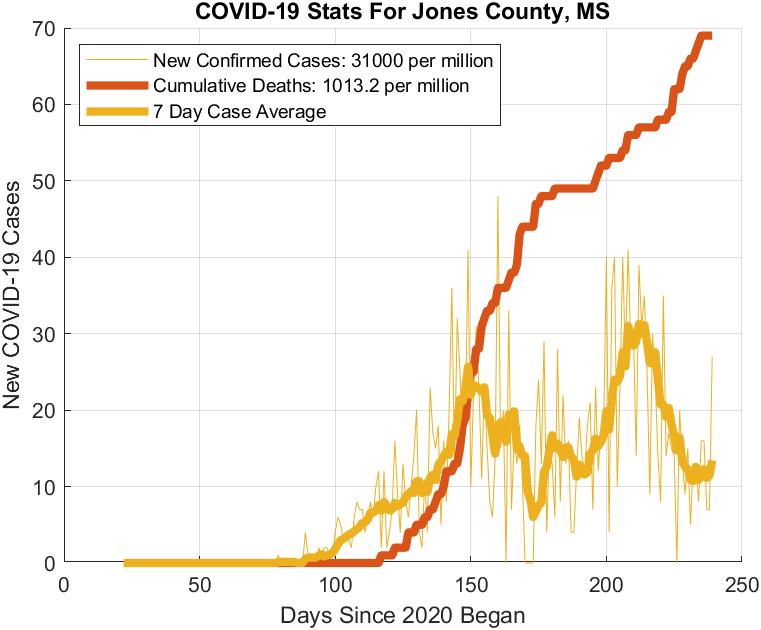 COVID-19 Stats For Jones County, MS
New Confirmed Cases: 31000 per million
Cumulative Deaths: 1013.2 per million
7 Day Case Average
New COVID-19 Cases
70
60
50
40
30
20
10
0
0 50 100 150 200 250
Days Since 2020 Began